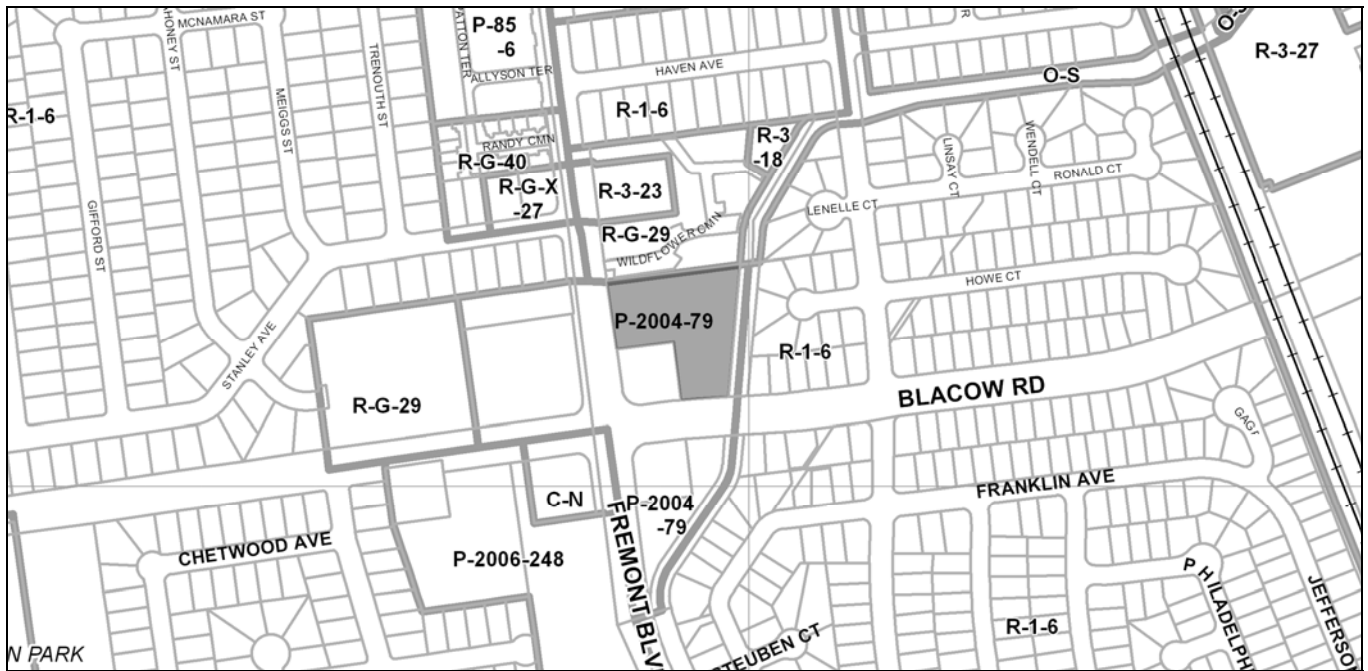 MCNAMARA ST
MAHONEY ST
PATTON TER
P-85
-6
R
O-S
R-3-27
TRENOUTH ST
ALLYSON TER
HAVEN AVE
O-S
MEIGGS ST
R-1-6
R-1-6
RANDY CMN
R-3
-18
LINSAY CT
WENDELL CT
R-G-40
RONALD CT
R-G-X
-27
R-3-23
LENELLE CT
GIFFORD ST
R-G-29
WILDFLOWER CMN
HOWE CT
P-2004-79
STANLEY AVE
R-1-6
BLACOW RD
R-G-29
FRANKLIN AVE
C-N
P-2004
-79
CHETWOOD AVE
P-2006-248
FREMONT BLV
PHILADELPH
JEFFERSO
R-1-6
STEUBEN CT
N PARK